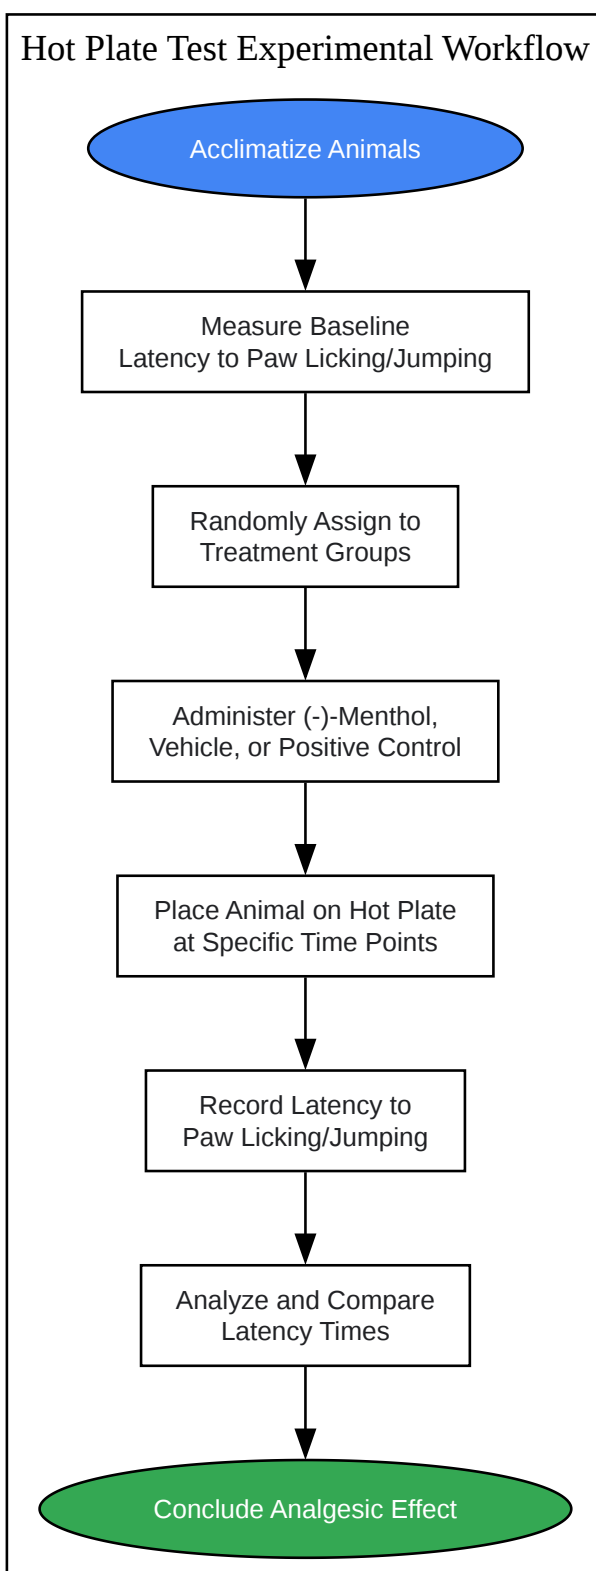 Hot Plate Test Experimental Workflow
Acclimatize Animals
Measure Baseline
Latency to Paw Licking/Jumping
Randomly Assign to
Treatment Groups
Administer (-)-Menthol,
Vehicle, or Positive Control
Place Animal on Hot Plate
at Specific Time Points
Record Latency to
Paw Licking/Jumping
Analyze and Compare
Latency Times
Conclude Analgesic Effect